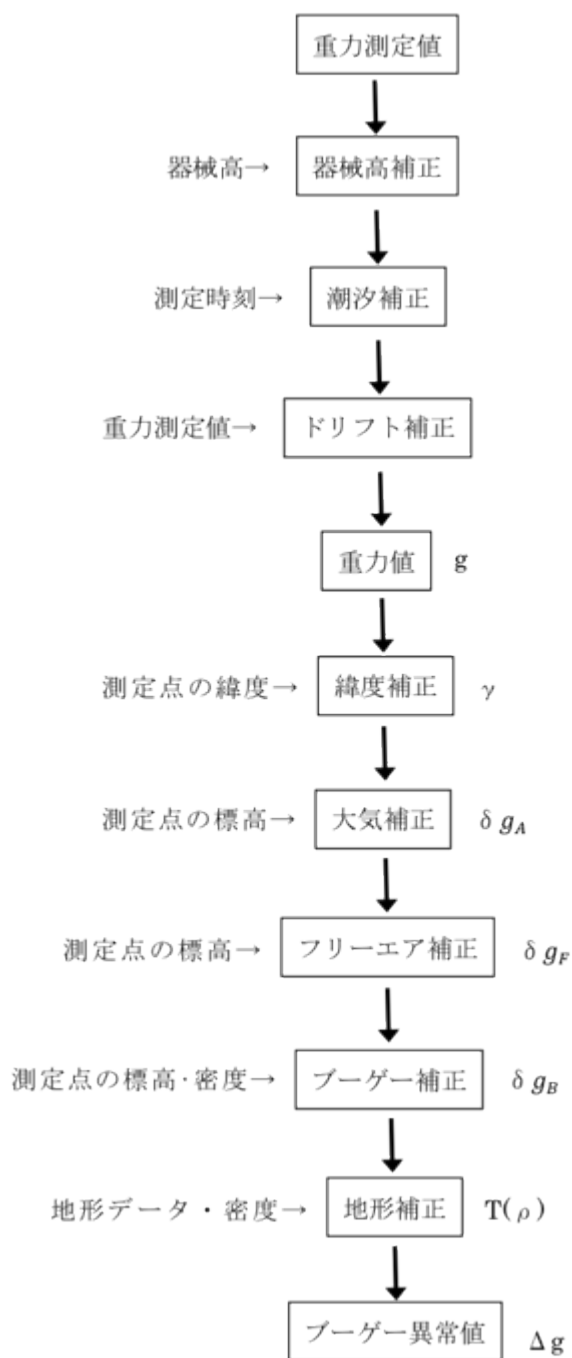 重力測定値
器械高→ 器械高補正
測定時刻→ 潮汐補正
重力測定値→ ドリフト補正
重力値 g
測定点の緯度→ 緯度補正 γ
測定点の標高→ 大気補正 δ g_A
測定点の標高→ フリーエア補正 δ g_F
測定点の標高·密度→ ブーゲー補正 δ g_B
地形データ・密度→ 地形補正 T(ρ)
ブーゲー異常値 Δg